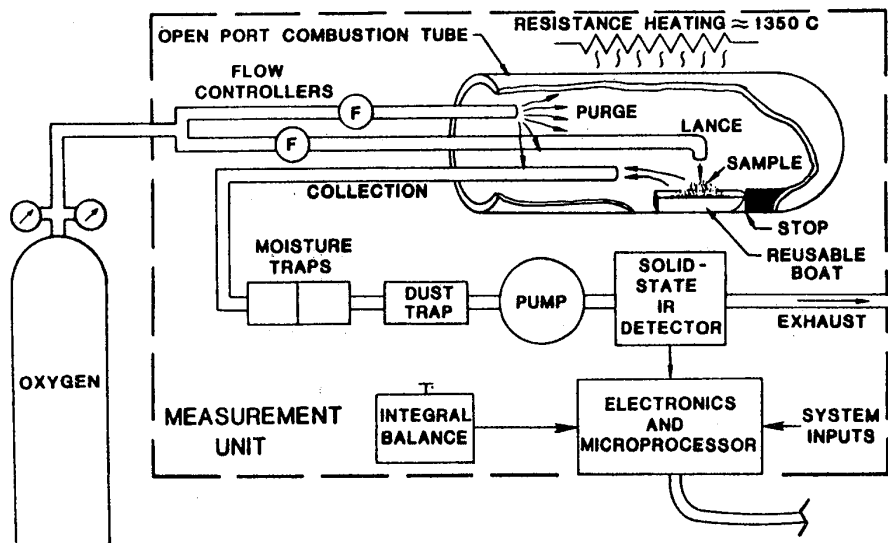 RESISTANCE HEATING ≈ 1350 C
OPEN PORT COMBUSTION TUBE
FLOW
CONTROLLERS
F
F
PURGE
LANCE
SAMPLE
COLLECTION
STOP
REUSABLE
BOAT
MOISTURE
TRAPS
DUST
TRAP
PUMP
SOLID-
STATE
IR
DETECTOR
EXHAUST
OXYGEN
MEASUREMENT
UNIT
INTEGRAL
BALANCE
ELECTRONICS
AND
MICROPROCESSOR
SYSTEM
INPUTS